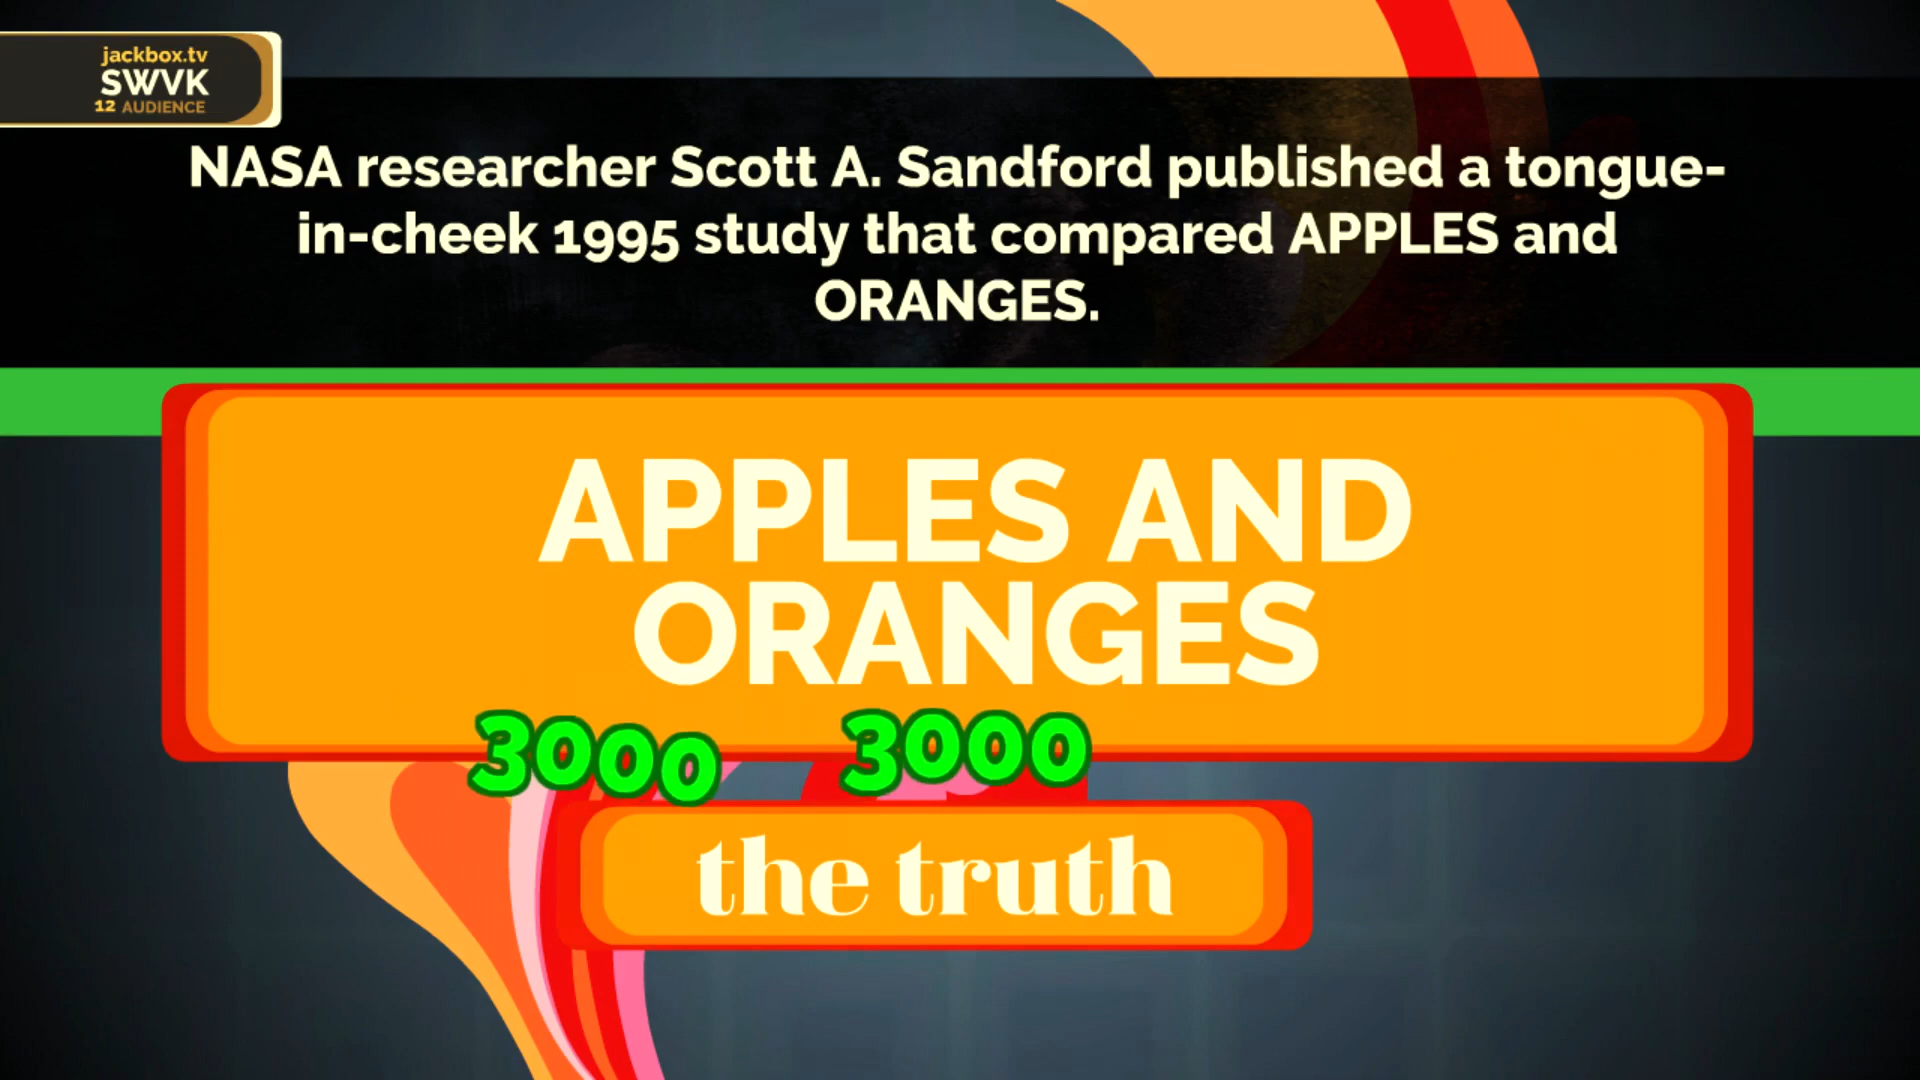 jackbox.tv
SWVK
12 AUDIENCE
NASA researcher Scott A. Sandford published a tongue-
in-cheek 1995 study that compared APPLES and
ORANGES.
APPLES AND
ORANGES
3000 3000
the truth